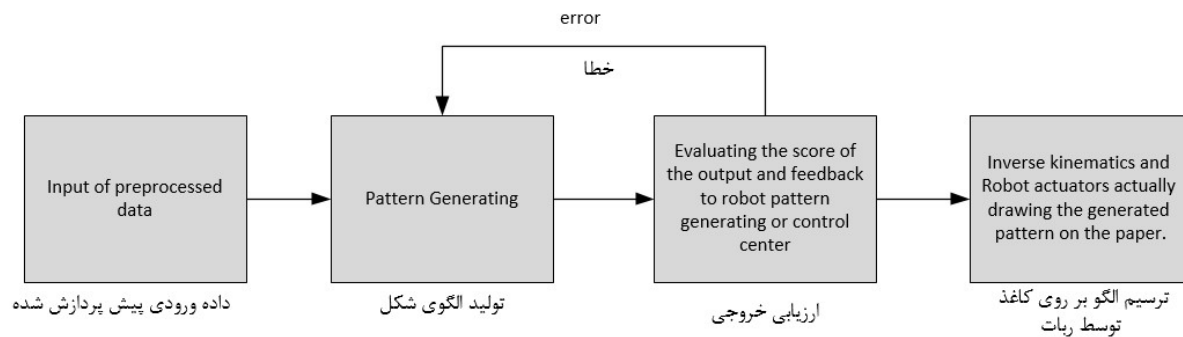 error
خطا
Input of preprocessed
data
Pattern Generating
Evaluating the score of
the output and feedback
to robot pattern
generating or control
center
Inverse kinematics and
Robot actuators actually
drawing the generated
pattern on the paper.
داده ورودی پیش پردازش شده
تولید الگوی شکل
ارزیابی خروجی
ترسیم الگو بر روی کاغذ
توسط ربات